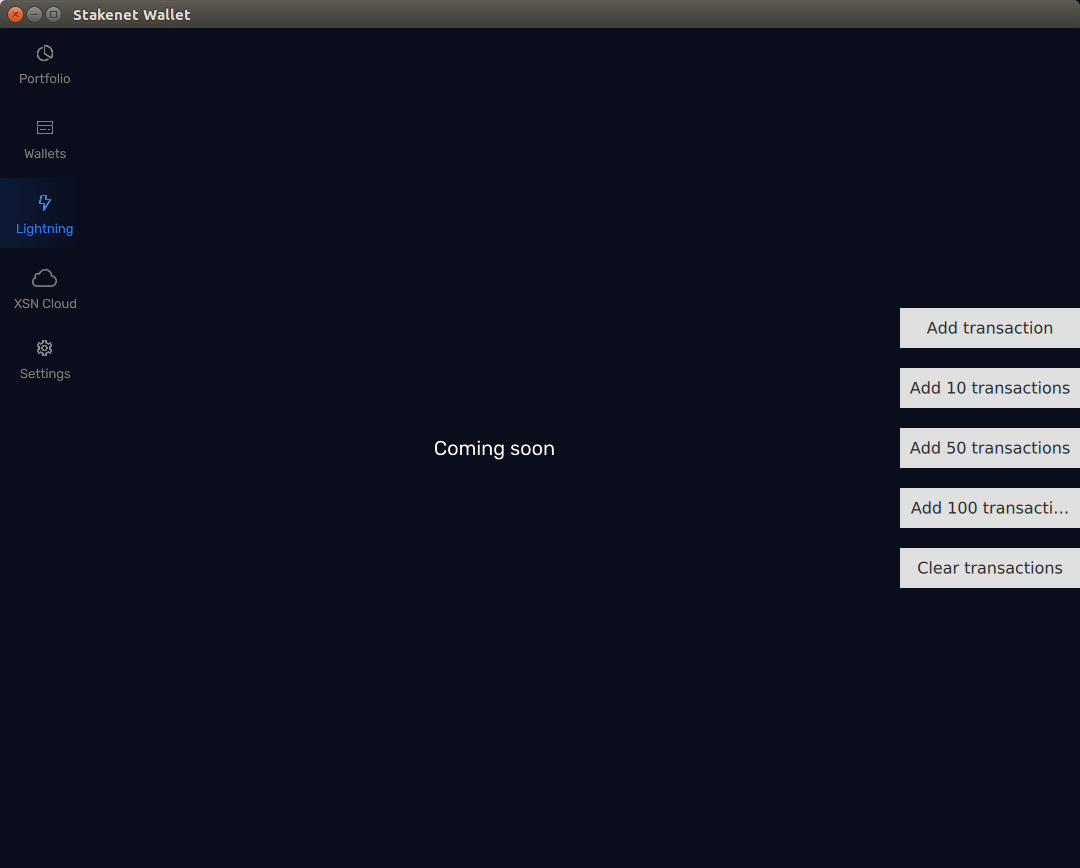 Stakenet Wallet
Portfolio
Wallets
Lightning
XSN Cloud
Settings
Coming soon
Add transaction
Add 10 transactions
Add 50 transactions
Add 100 transacti...
Clear transactions